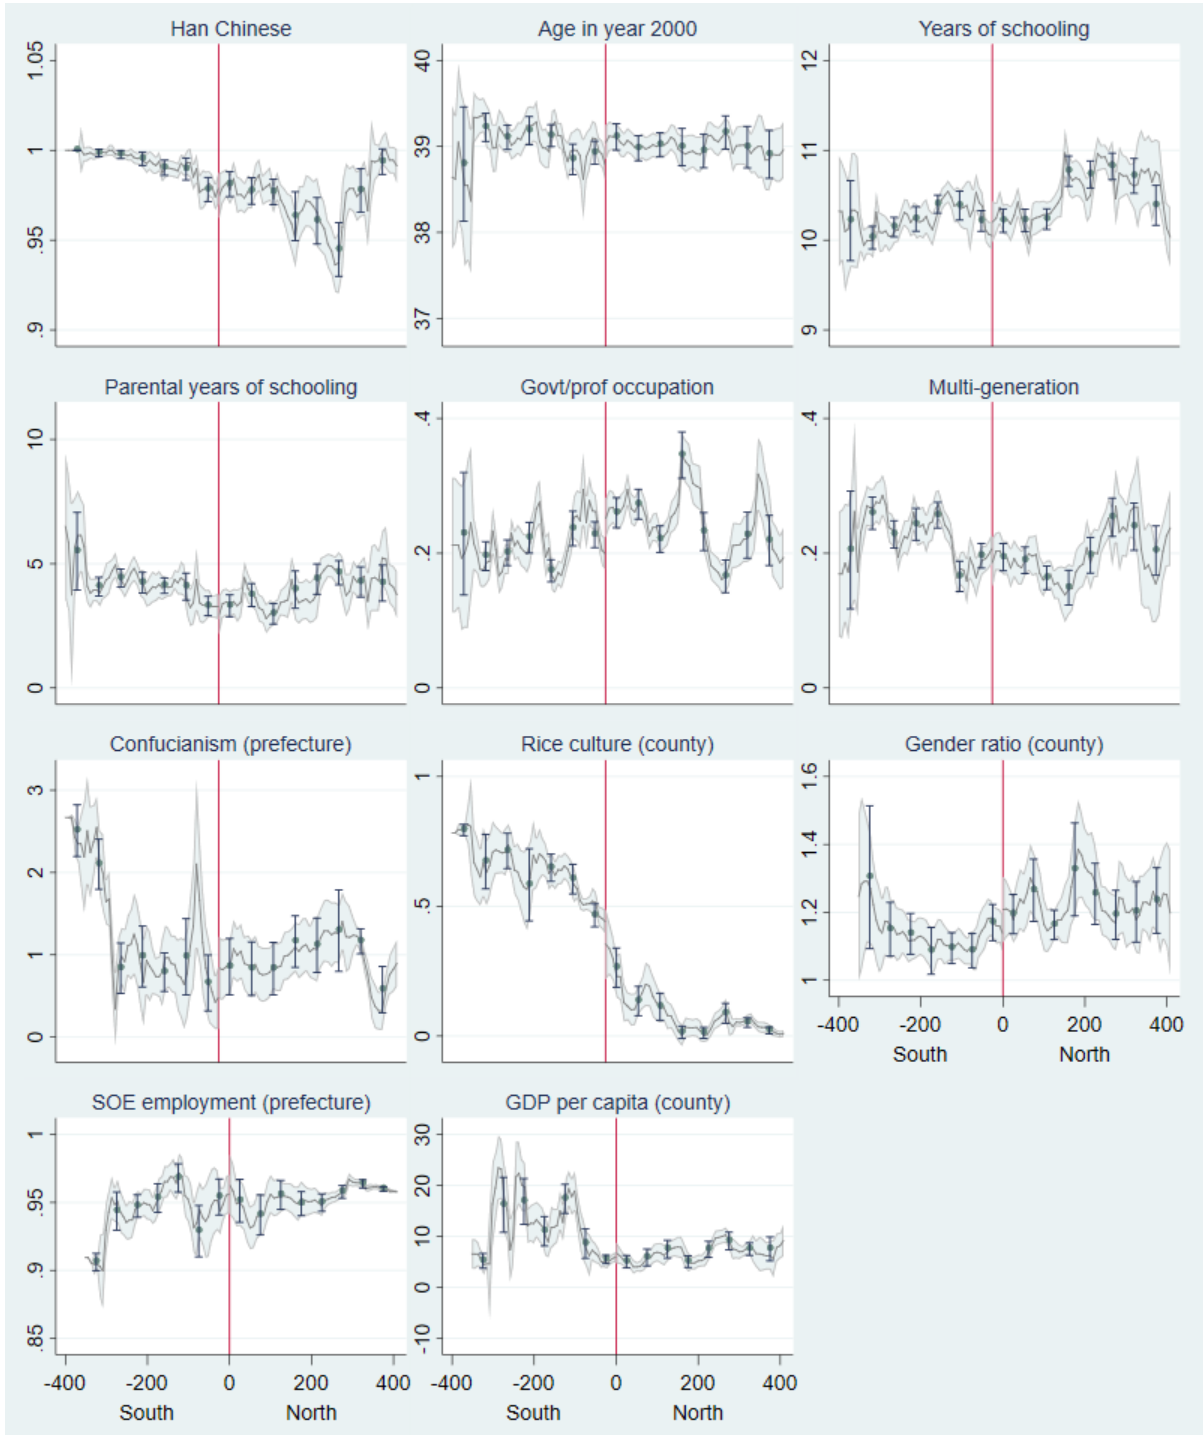 Han Chinese
1.05
1
.95
.9
Age in year 2000
40
39
38
37
Years of schooling
12
11
10
9
Parental years of schooling
10
5
0
Govt/prof occupation
.4
.2
0
Multi-generation
.4
.2
0
Confucianism (prefecture)
3
2
1
0
Rice culture (county)
1
.5
0
Gender ratio (county)
1.6
1.4
1.2
1
-400 -200 0 200 400
South North
SOE employment (prefecture)
1
.95
.9
.85
-400 -200 0 200 400
South North
GDP per capita (county)
30
20
10
0
-10
-400 -200 0 200 400
South North